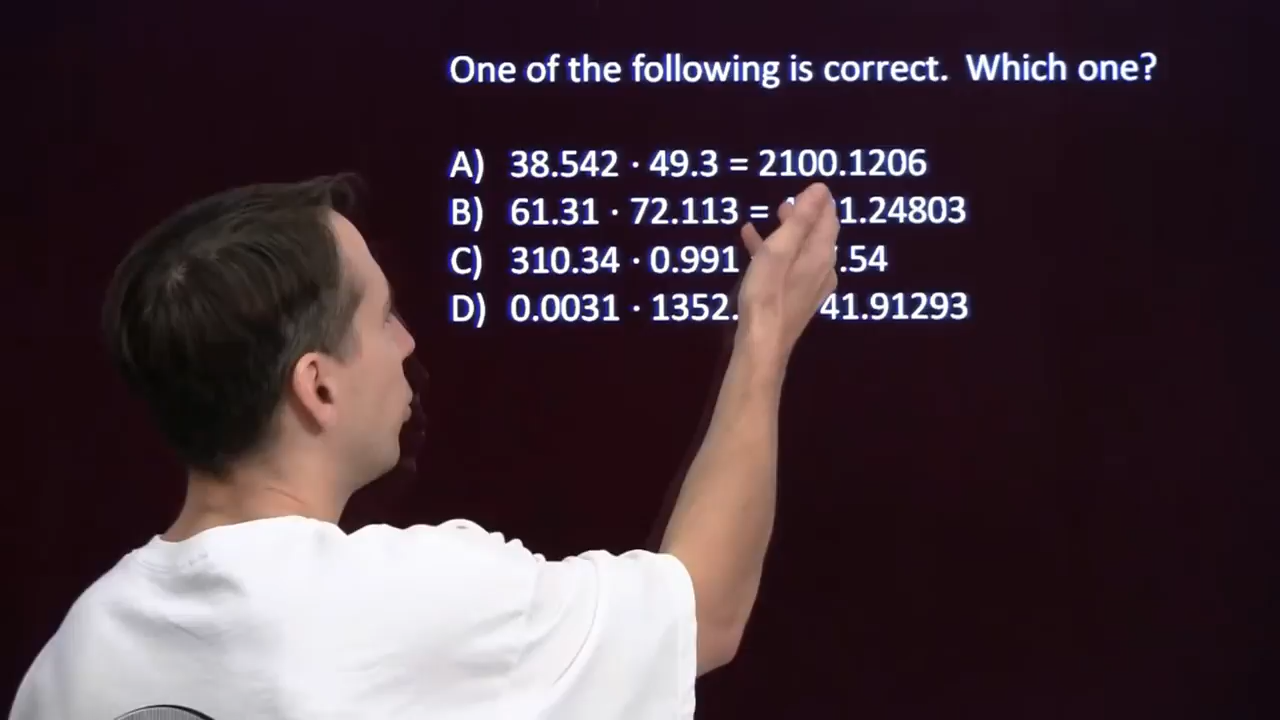 One of the following is correct. Which one?
A) 38.542 · 49.3 = 2100.1206
B) 61.31 · 72.113 = 1.24803
C) 310.34 · 0.991 .54
D) 0.0031 · 1352. 41.91293